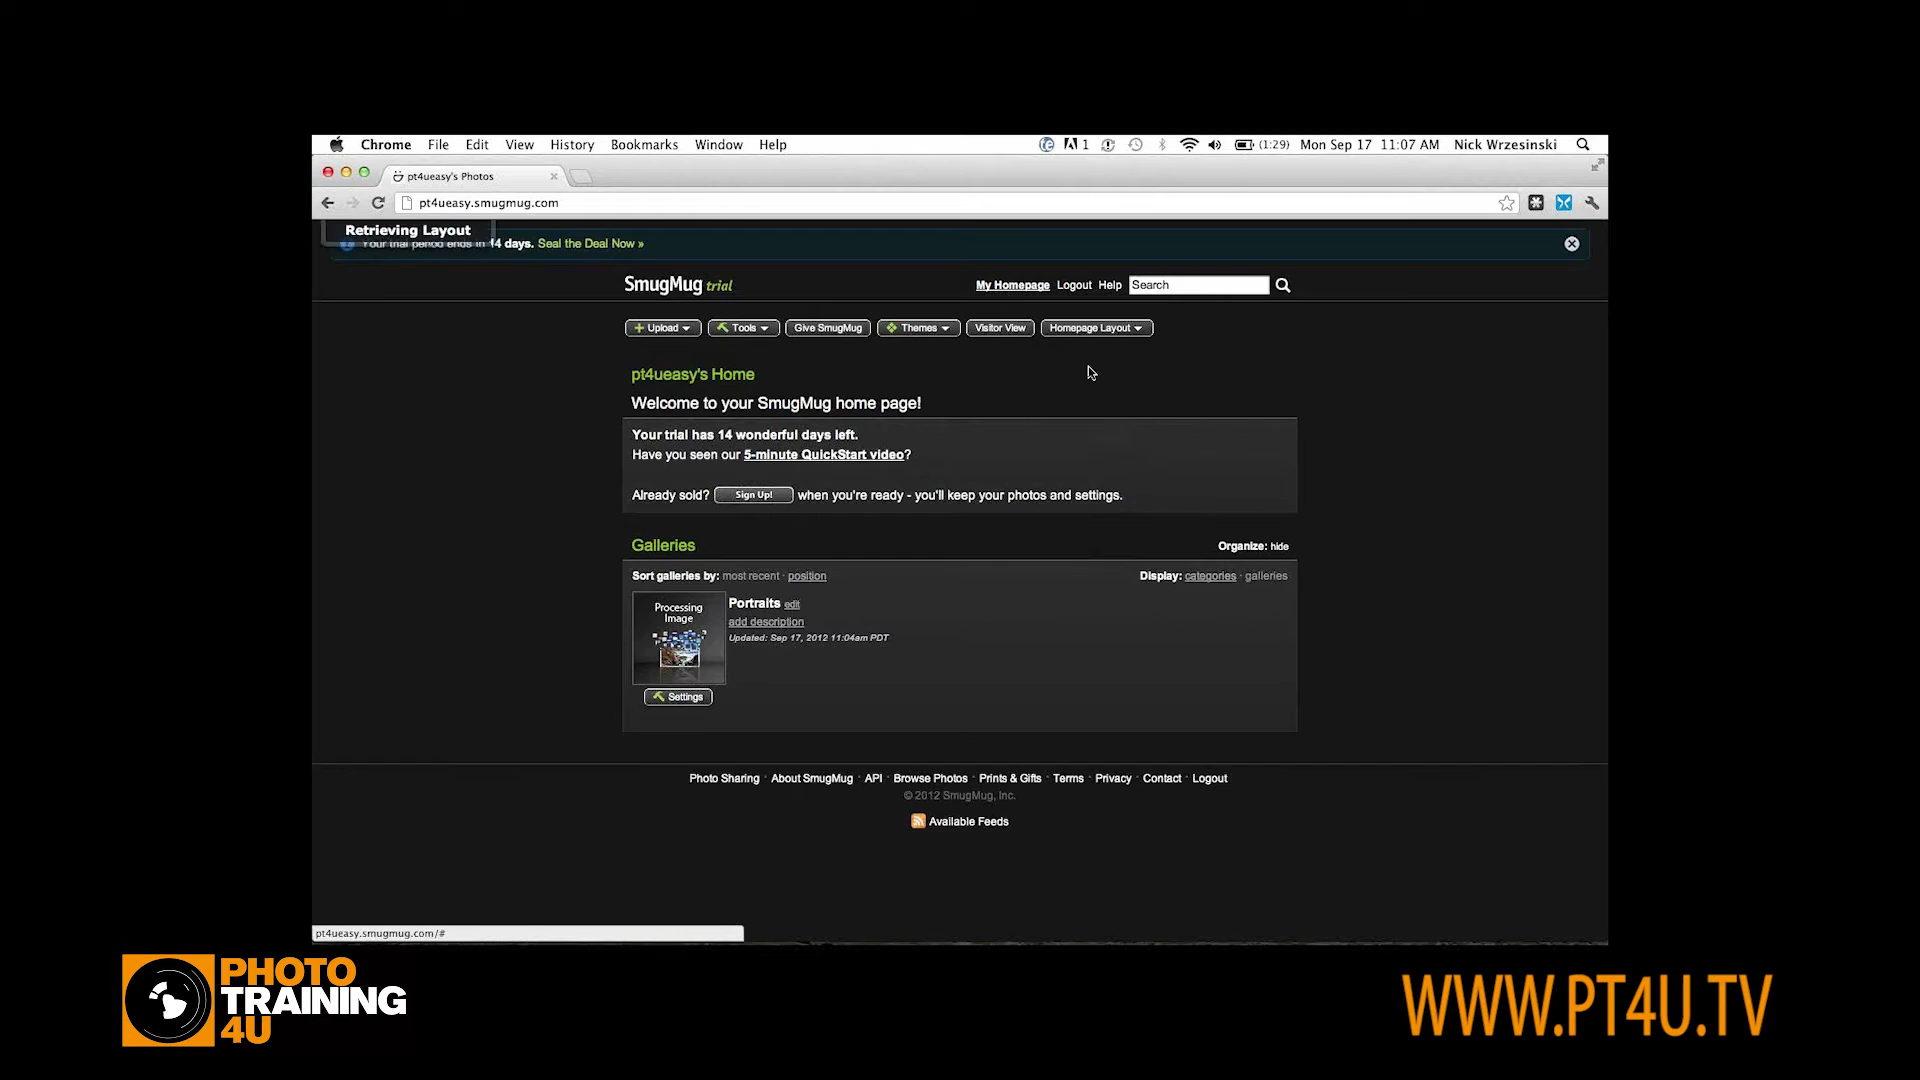 Chrome File Edit View History Bookmarks Window Help 1 (1:29) Mon Sep 17 11:07 AM Nick Wrzesinski
pt4ueasy's Photos
pt4ueasy.smugmug.com
Retrieving Layout
Your trial period ends in 14 days. Seal the Deal Now »
SmugMug trial My Homepage Logout Help Search
Upload Tools Give SmugMug Themes Visitor View Homepage Layout
pt4ueasy's Home
Welcome to your SmugMug home page!
Your trial has 14 wonderful days left.
Have you seen our 5-minute QuickStart video?
Already sold? Sign Up! when you're ready - you'll keep your photos and settings.
Galleries Organize: hide
Sort galleries by: most recent · position Display: categories · galleries
Processing
Image
Portraits edit
add description
Updated: Sep 17, 2012 11:04am PDT
Settings
Photo Sharing · About SmugMug · API · Browse Photos · Prints & Gifts · Terms · Privacy · Contact · Logout
© 2012 SmugMug, Inc.
Available Feeds
pt4ueasy.smugmug.com/#
PHOTO
TRAINING
4U
WWW.PT4U.TV